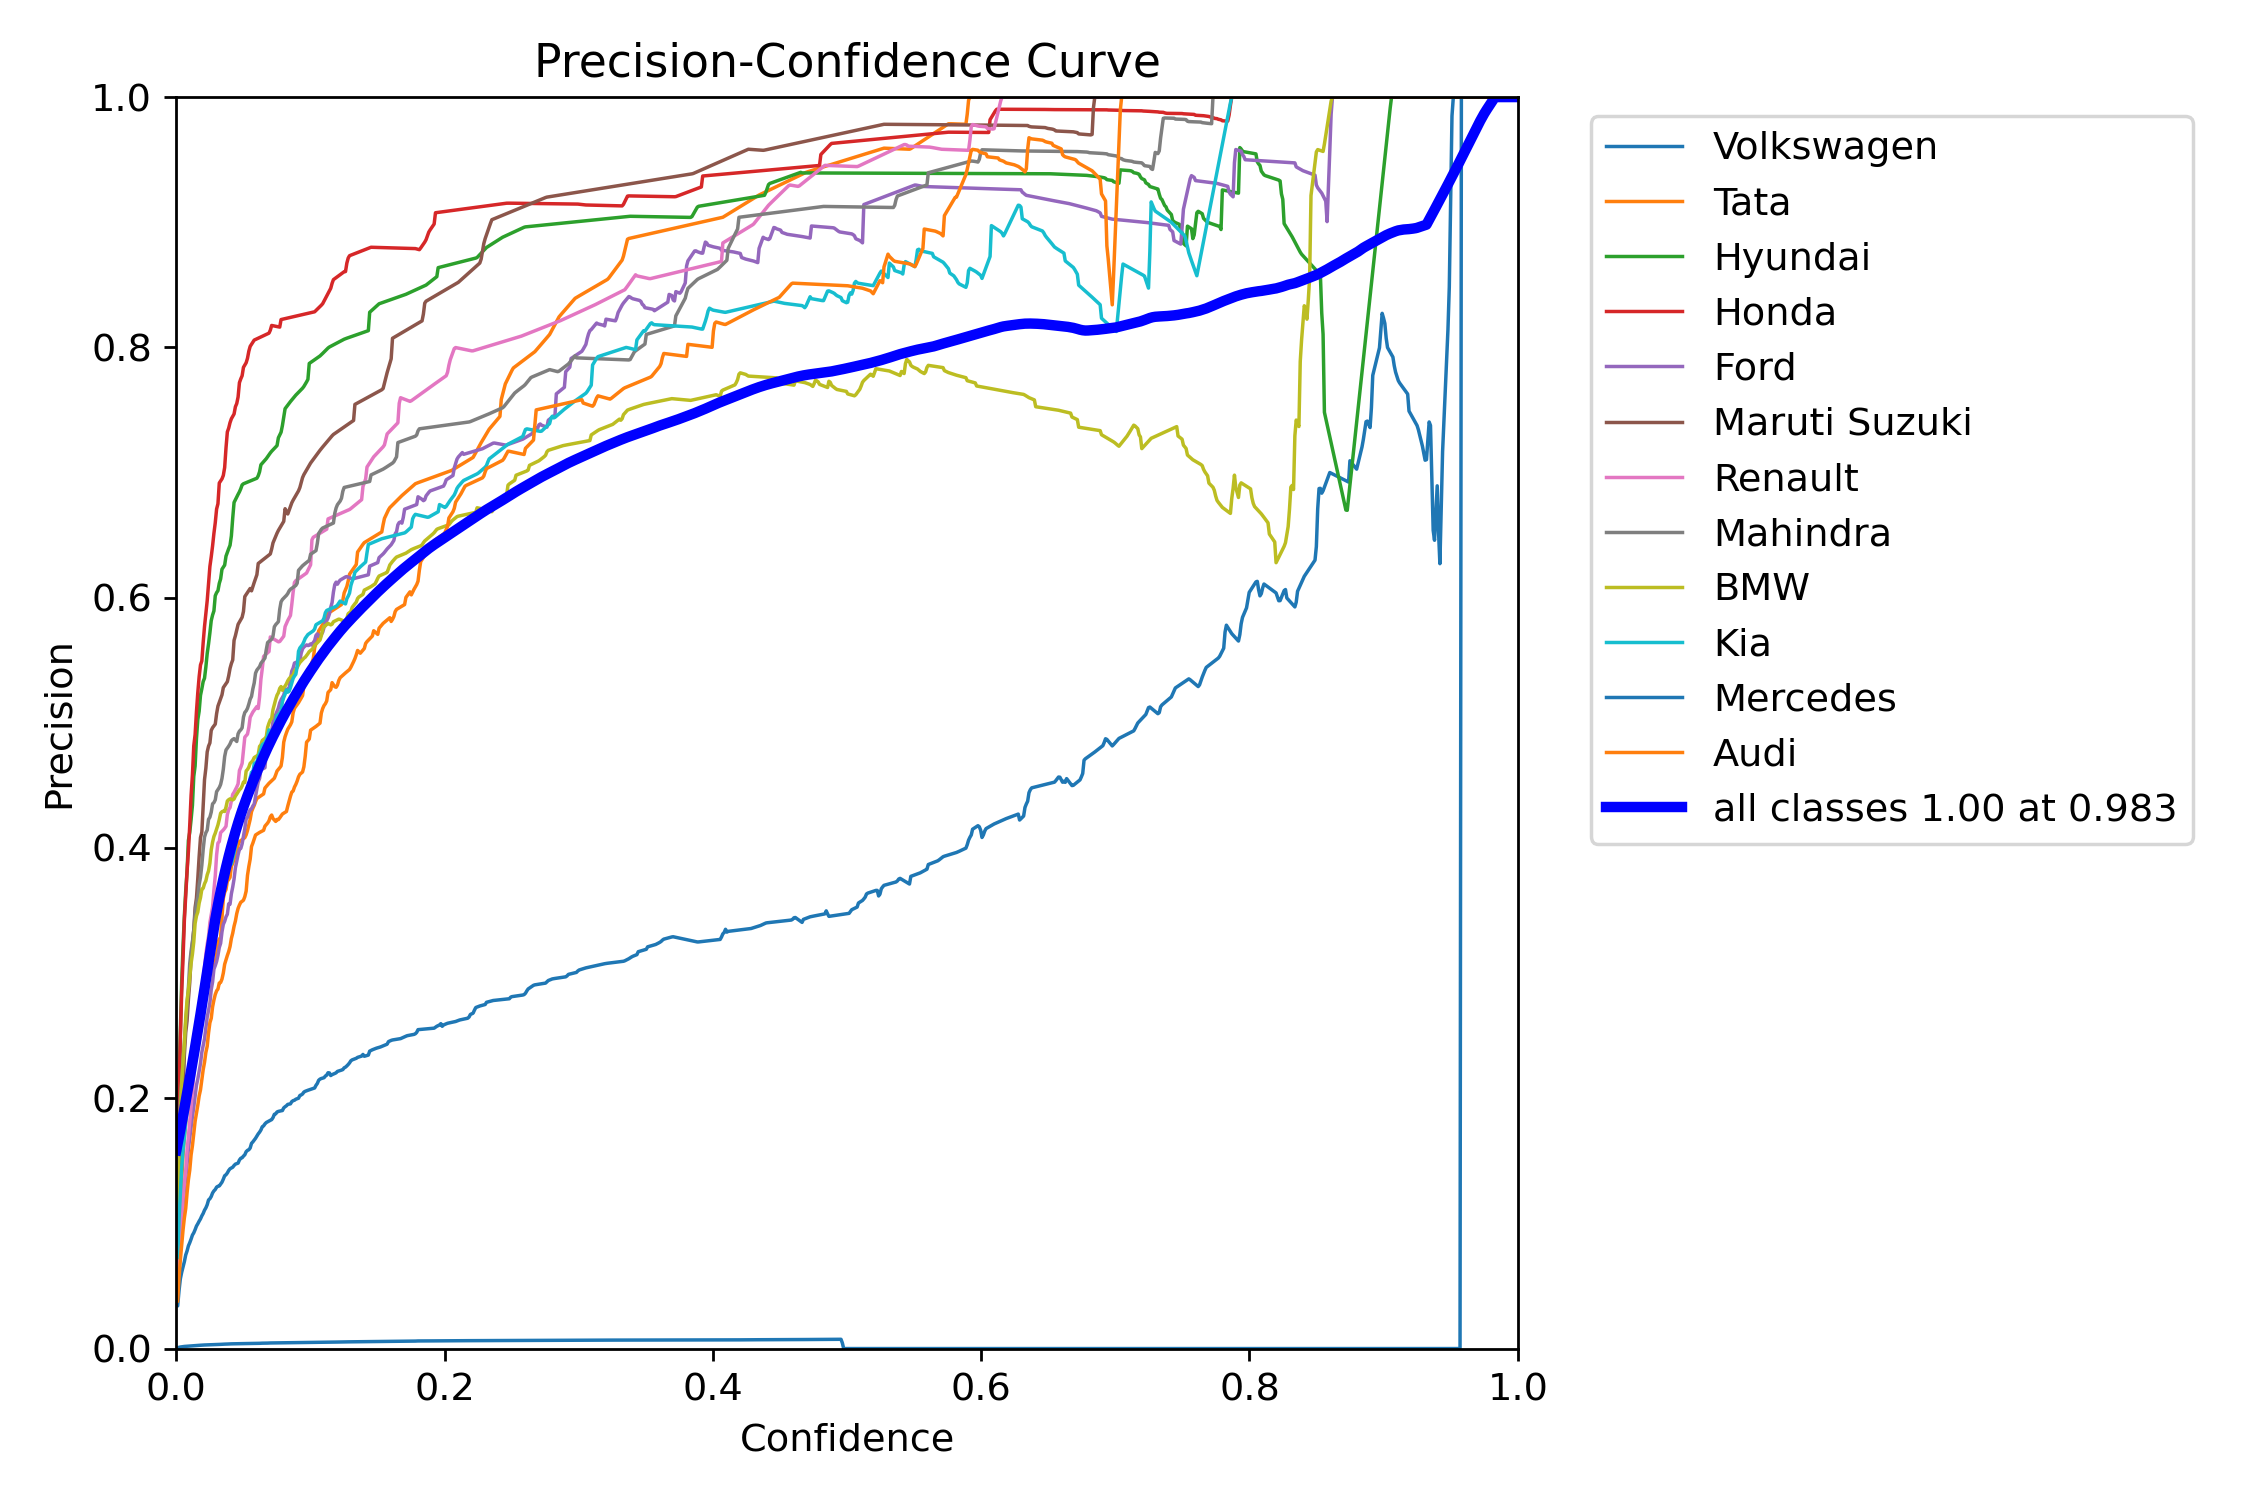 Precision-Confidence Curve
1.0
0.8
0.6
0.4
0.2
0.0
Precision
0.0 0.2 0.4 0.6 0.8 1.0
Confidence
Volkswagen
Tata
Hyundai
Honda
Ford
Maruti Suzuki
Renault
Mahindra
BMW
Kia
Mercedes
Audi
all classes 1.00 at 0.983